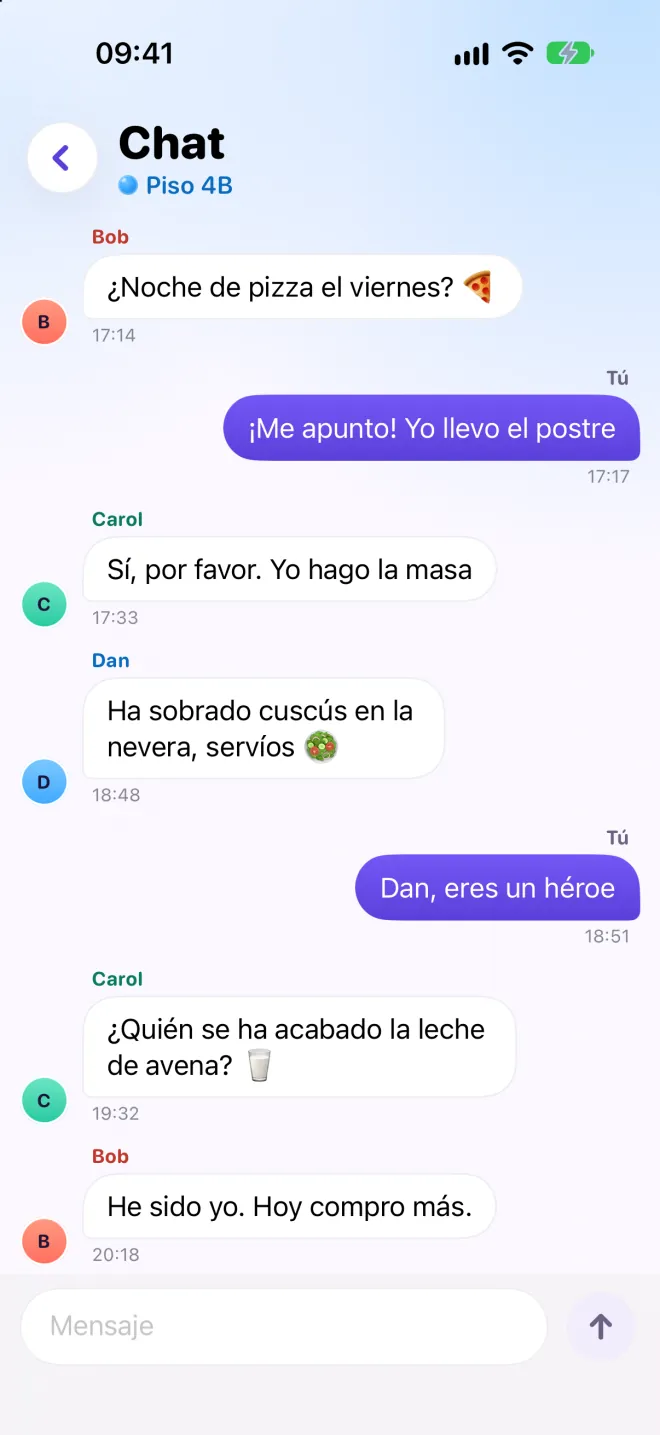 09:41
Chat
Piso 4B
Bob
¿Noche de pizza el viernes? 🍕
B
17:14
Tú
¡Me apunto! Yo llevo el postre
17:17
Carol
Sí, por favor. Yo hago la masa
C
17:33
Dan
Ha sobrado cuscús en la
nevera, servíos 🥗
D
18:48
Tú
Dan, eres un héroe
18:51
Carol
¿Quién se ha acabado la leche
de avena? 🥛
C
19:32
Bob
He sido yo. Hoy compro más.
B
20:18
Mensaje